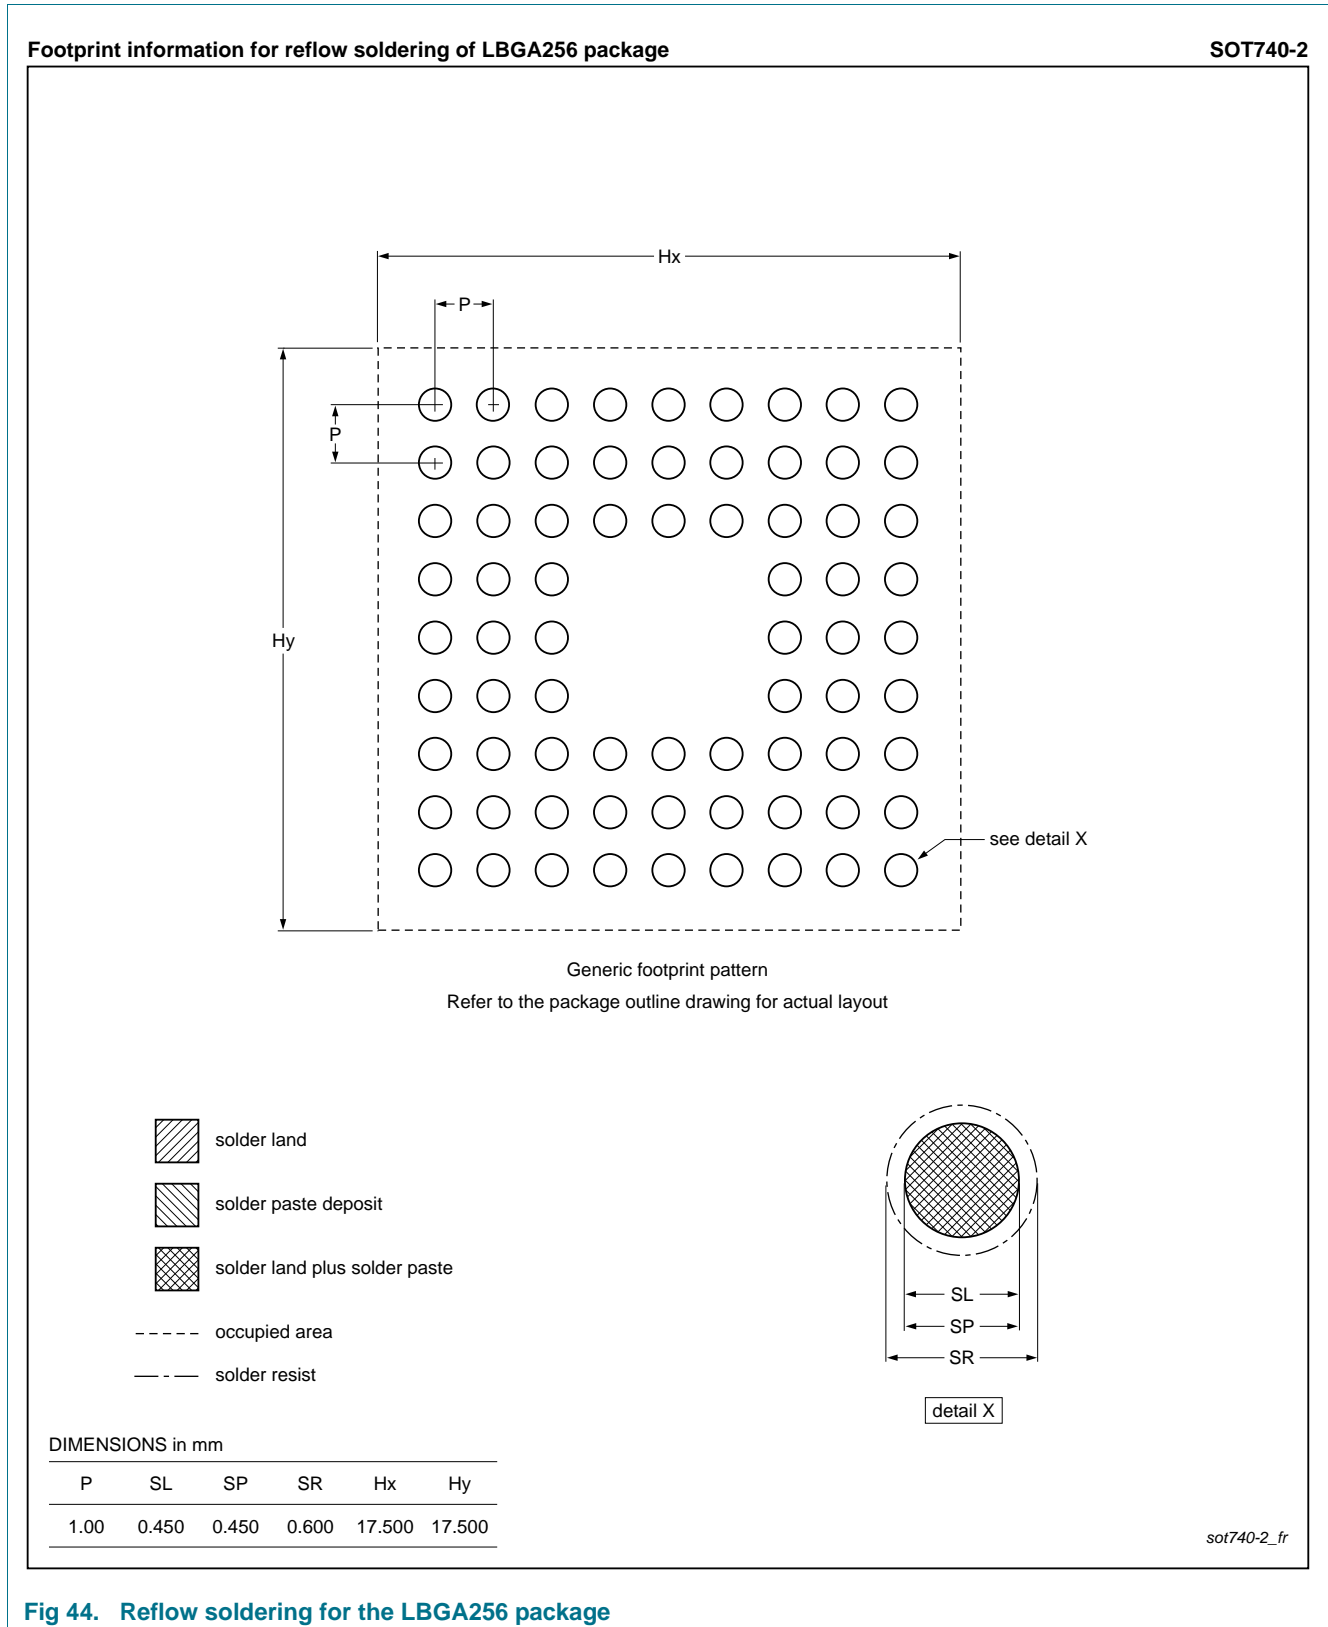 Footprint information for reflow soldering of LBGA256 package SOT740-2
Hx
P
P
Hy
see detail X
Generic footprint pattern
Refer to the package outline drawing for actual layout
solder land
solder paste deposit
solder land plus solder paste
occupied area
solder resist
SL
SP
SR
detail X
DIMENSIONS in mm
P SL SP SR Hx Hy
1.00 0.450 0.450 0.600 17.500 17.500
sot740-2_fr
Fig 44. Reflow soldering for the LBGA256 package